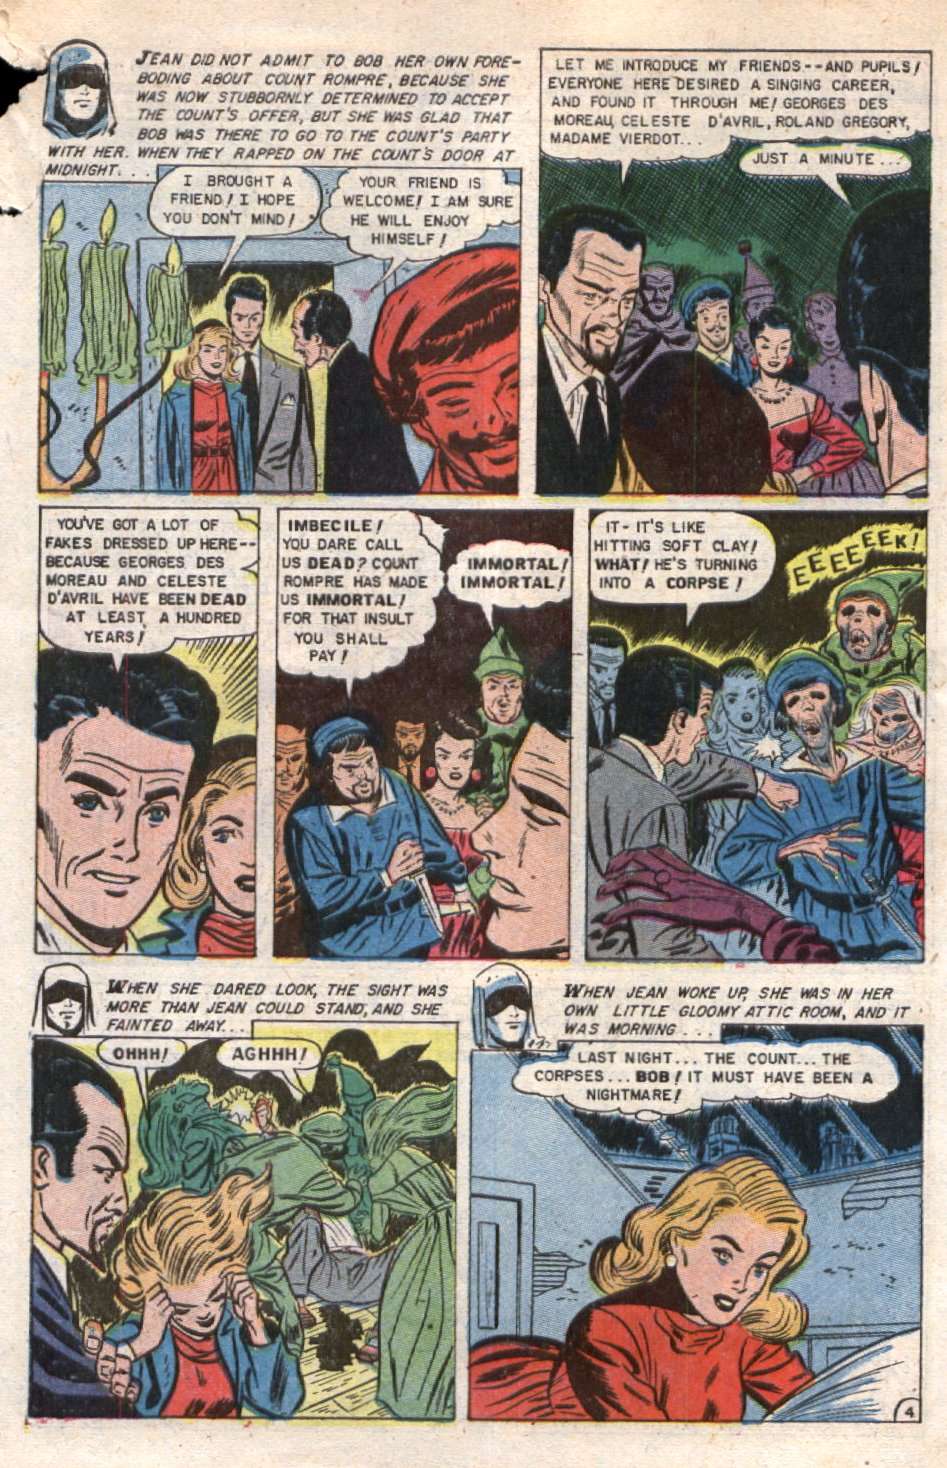 JEAN DID NOT ADMIT TO BOB HER OWN FORE-
BODING ABOUT COUNT ROMPRE, BECAUSE SHE
WAS NOW STUBBORNLY DETERMINED TO ACCEPT
THE COUNT'S OFFER, BUT SHE WAS GLAD THAT
BOB WAS THERE TO GO TO THE COUNT'S PARTY
WITH HER. WHEN THEY RAPPED ON THE COUNT'S DOOR AT
MIDNIGHT...
I BROUGHT A
FRIEND! I HOPE
YOU DON'T MIND!
YOUR FRIEND IS
WELCOME! I AM SURE
HE WILL ENJOY
HIMSELF!
LET ME INTRODUCE MY FRIENDS--AND PUPILS!
EVERYONE HERE DESIRED A SINGING CAREER,
AND FOUND IT THROUGH ME! GEORGES DES
MOREAU, CELESTE D'AVRIL, ROLAND GREGORY,
MADAME VIERDOT...
JUST A MINUTE...
YOU'VE GOT A LOT OF
FAKES DRESSED UP HERE--
BECAUSE GEORGES DES
MOREAU AND CELESTE
D'AVRIL HAVE BEEN DEAD
AT LEAST A HUNDRED
YEARS!
IMBECILE!
YOU DARE CALL
US DEAD? COUNT
ROMPRE HAS MADE
US IMMORTAL!
FOR THAT INSULT
YOU SHALL
PAY!
IMMORTAL!
IMMORTAL!
IT-IT'S LIKE
HITTING SOFT CLAY!
WHAT! HE'S TURNING
INTO A CORPSE!
EEEEEEK!
WHEN SHE DARED LOOK, THE SIGHT WAS
MORE THAN JEAN COULD STAND, AND SHE
FAINTED AWAY...
OHHH!
AGHHH!
WHEN JEAN WOKE UP, SHE WAS IN HER
OWN LITTLE GLOOMY ATTIC ROOM, AND IT
WAS MORNING...
LAST NIGHT... THE COUNT... THE
CORPSES... BOB! IT MUST HAVE BEEN A
NIGHTMARE!
4